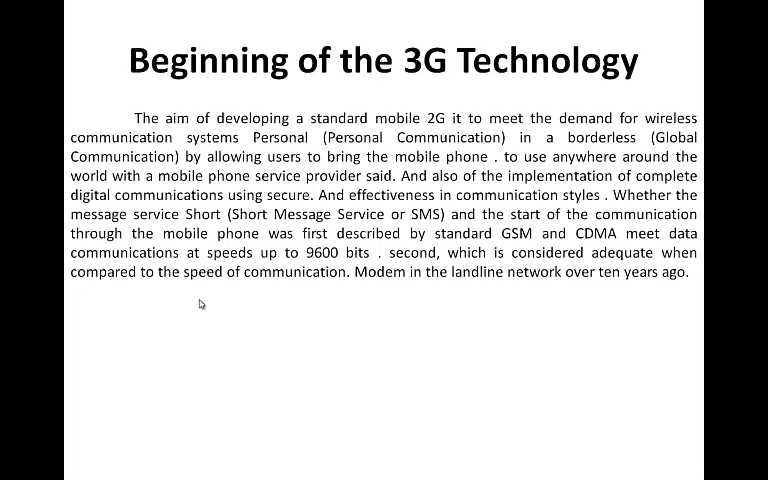 Beginning of the 3G Technology
The aim of developing a standard mobile 2G it to meet the demand for wireless
communication systems Personal (Personal Communication) in a borderless (Global
Communication) by allowing users to bring the mobile phone . to use anywhere around the
world with a mobile phone service provider said. And also of the implementation of complete
digital communications using secure. And effectiveness in communication styles . Whether the
message service Short (Short Message Service or SMS) and the start of the communication
through the mobile phone was first described by standard GSM and CDMA meet data
communications at speeds up to 9600 bits . second, which is considered adequate when
compared to the speed of communication. Modem in the landline network over ten years ago.